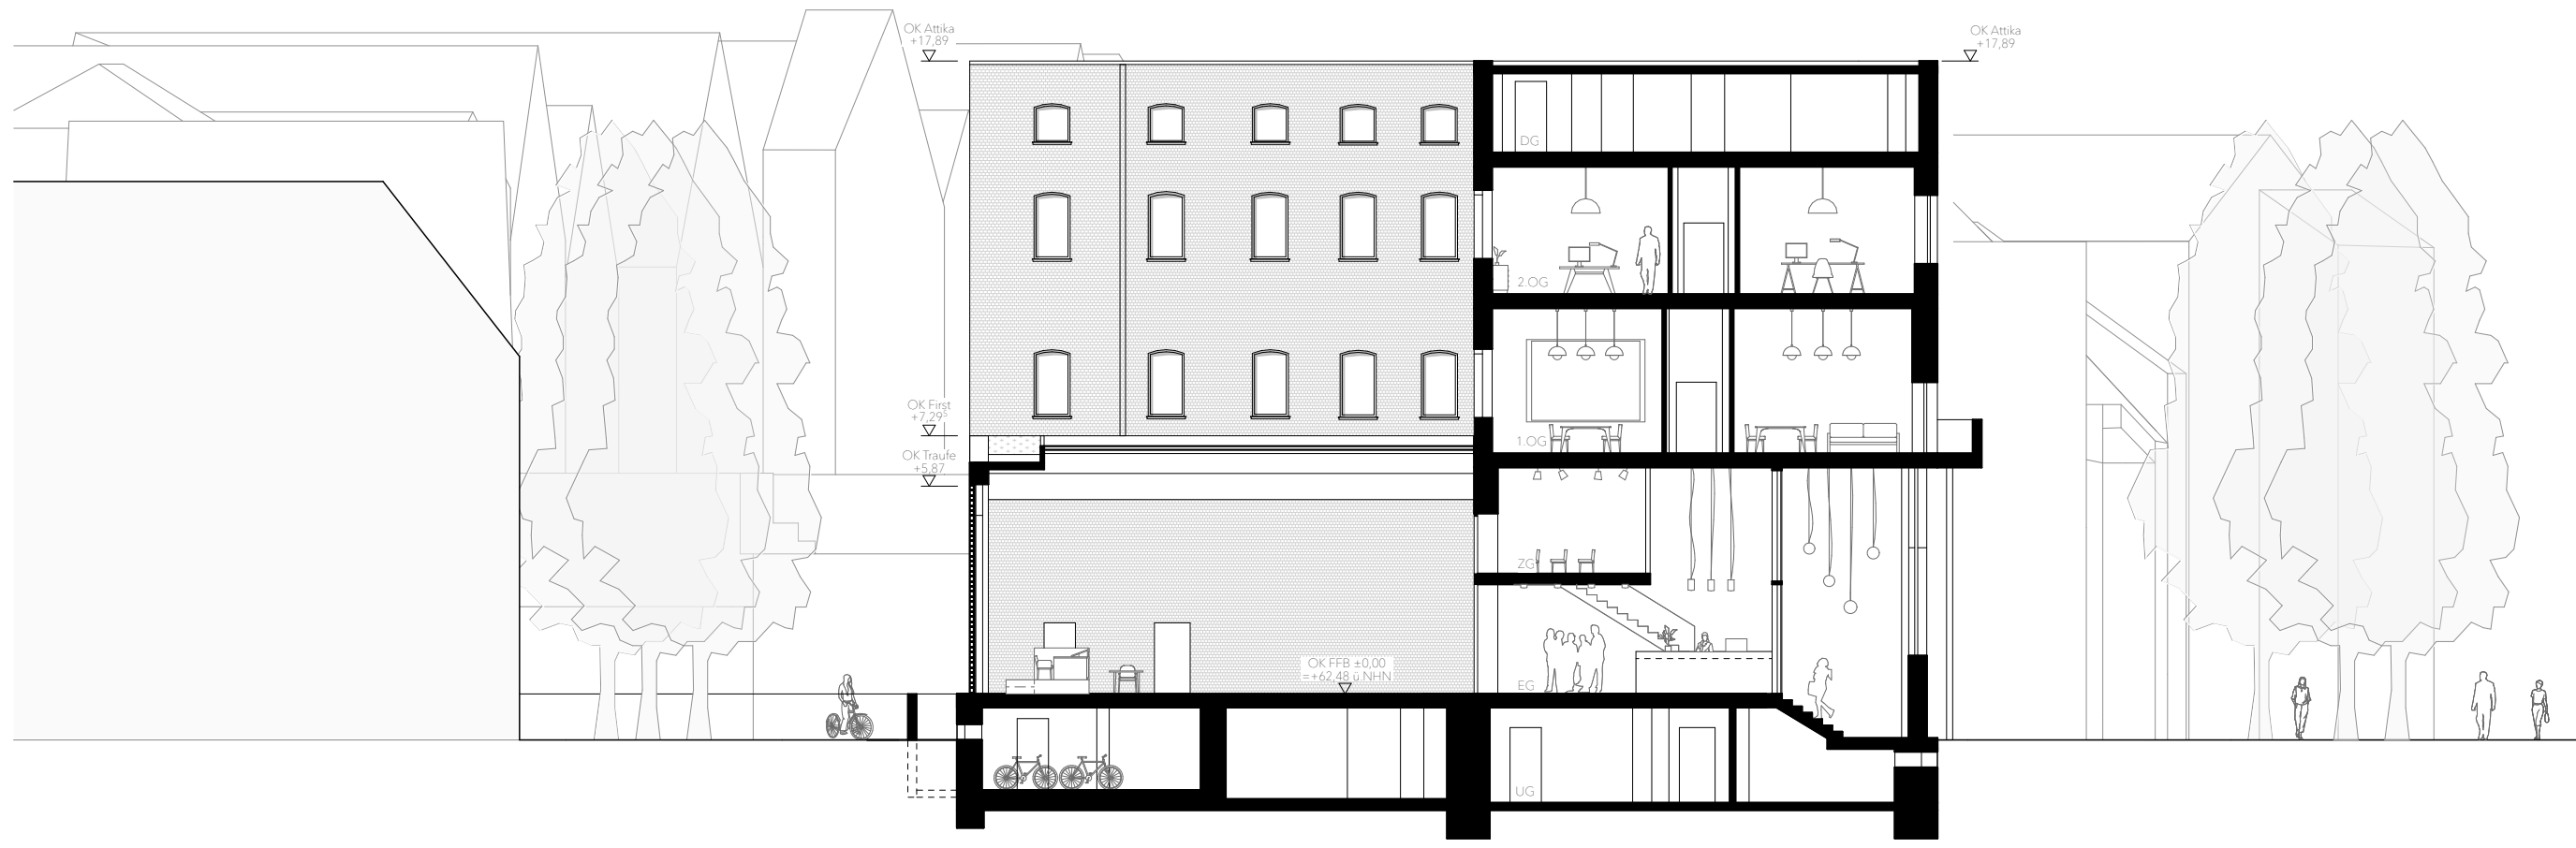 OK Attika
+17,89
OK Attika
+17,89
DG
2.OG
OK First
+7,29⁵
1.OG
OK Traufe
+5,87
ZG
OK FFB ±0,00
=+62,48 ü NHN
EG
UG